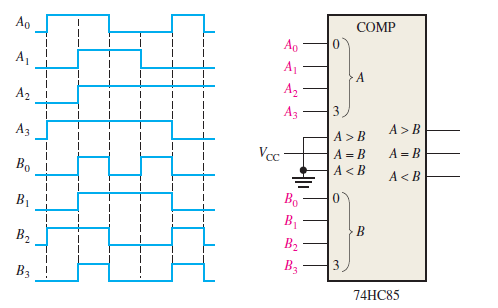 A0
A1
A2
A3
B0
B1
B2
B3
COMP
A0
A1
A2
A3
0
3
A
VCC
A > B
A = B
A < B
A > B
A = B
A < B
B0
B1
B2
B3
0
3
B
74HC85